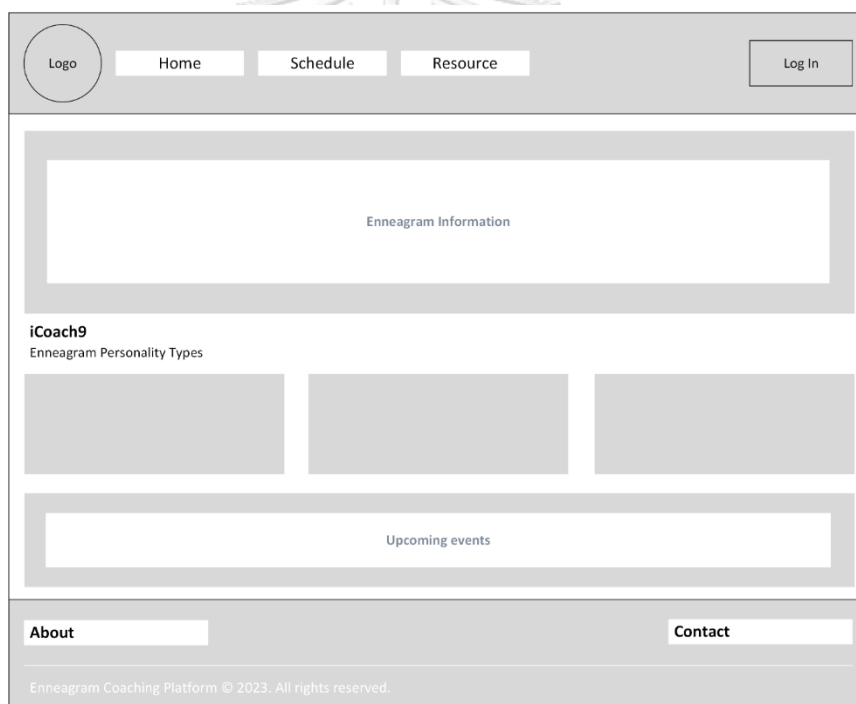 Logo
Home
Schedule
Resource
Log In
Enneagram Information
iCoach9
Enneagram Personality Types
Upcoming events
About
Contact
Enneagram Coaching Platform © 2023. All rights reserved.